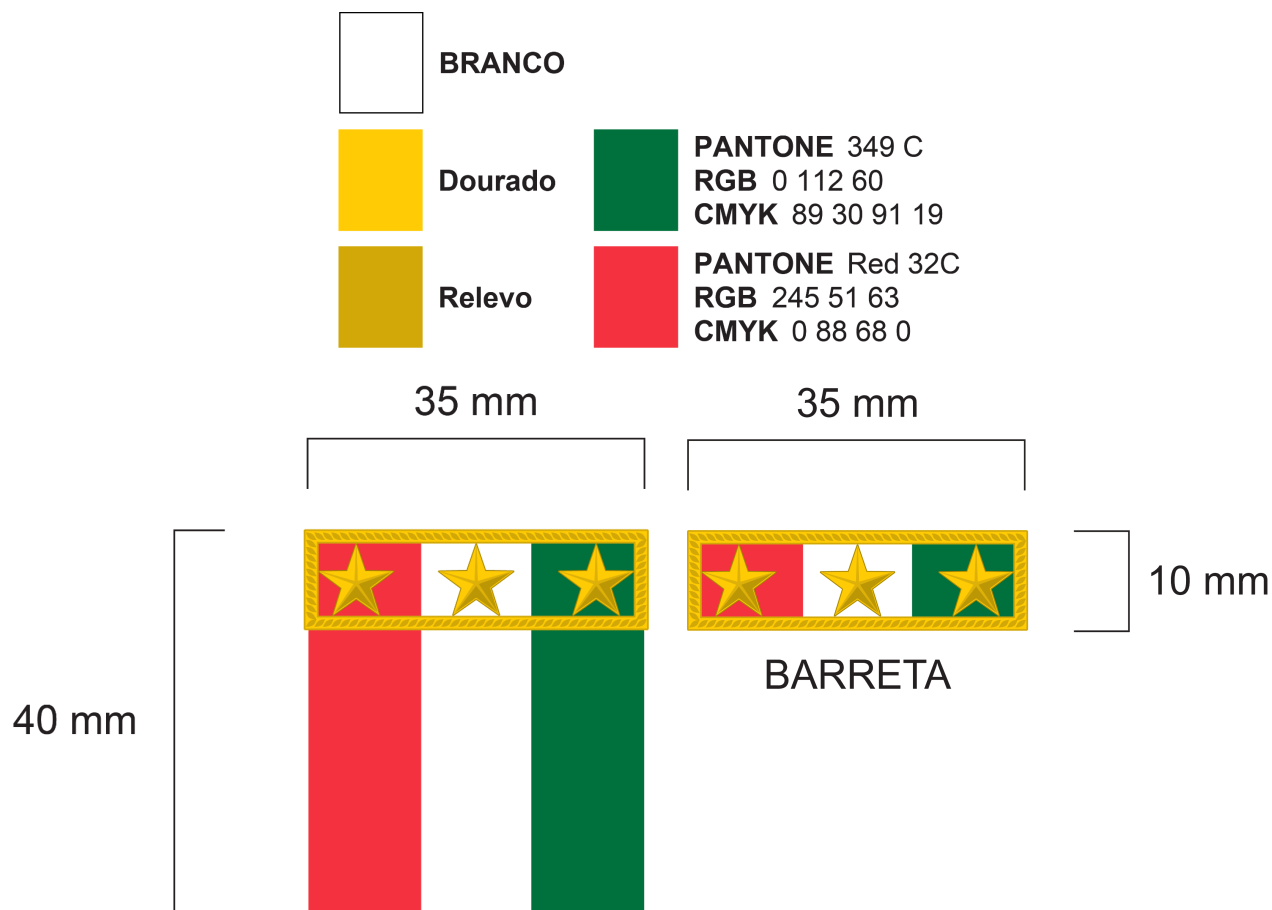 BRANCO
Dourado
PANTONE 349 C
RGB 0 112 60
CMYK 89 30 91 19
Relevo
PANTONE Red 32C
RGB 245 51 63
CMYK 0 88 68 0
35 mm
35 mm
10 mm
BARRETA
40 mm